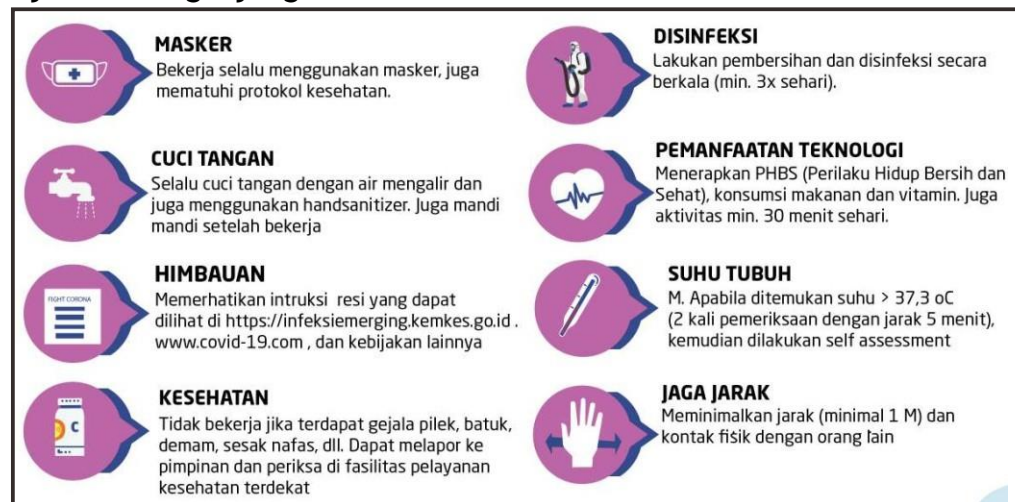 MASKER
Bekerja selalu menggunakan masker, juga
mematuhi protokol kesehatan.
CUCI TANGAN
Selalu cuci tangan dengan air mengalir dan
juga menggunakan handsanitizer. Juga mandi
mandi setelah bekerja
HIMBAUAN
FIGHT CORONA
Memerhatikan intruksi resi yang dapat
dilihat di https://infeksiemerging.kemkes.go.id .
www.covid-19.com , dan kebijakan lainnya
KESEHATAN
C
Tidak bekerja jika terdapat gejala pilek, batuk,
demam, sesak nafas, dll. Dapat melapor ke
pimpinan dan periksa di fasilitas pelayanan
kesehatan terdekat
DISINFEKSI
Lakukan pembersihan dan disinfeksi secara
berkala (min. 3x sehari).
PEMANFAATAN TEKNOLOGI
Menerapkan PHBS (Perilaku Hidup Bersih dan
Sehat), konsumsi makanan dan vitamin. Juga
aktivitas min. 30 menit sehari.
SUHU TUBUH
M. Apabila ditemukan suhu > 37,3 oC
(2 kali pemeriksaan dengan jarak 5 menit),
kemudian dilakukan self assessment
JAGA JARAK
Meminimalkan jarak (minimal 1 M) dan
kontak fisik dengan orang lain